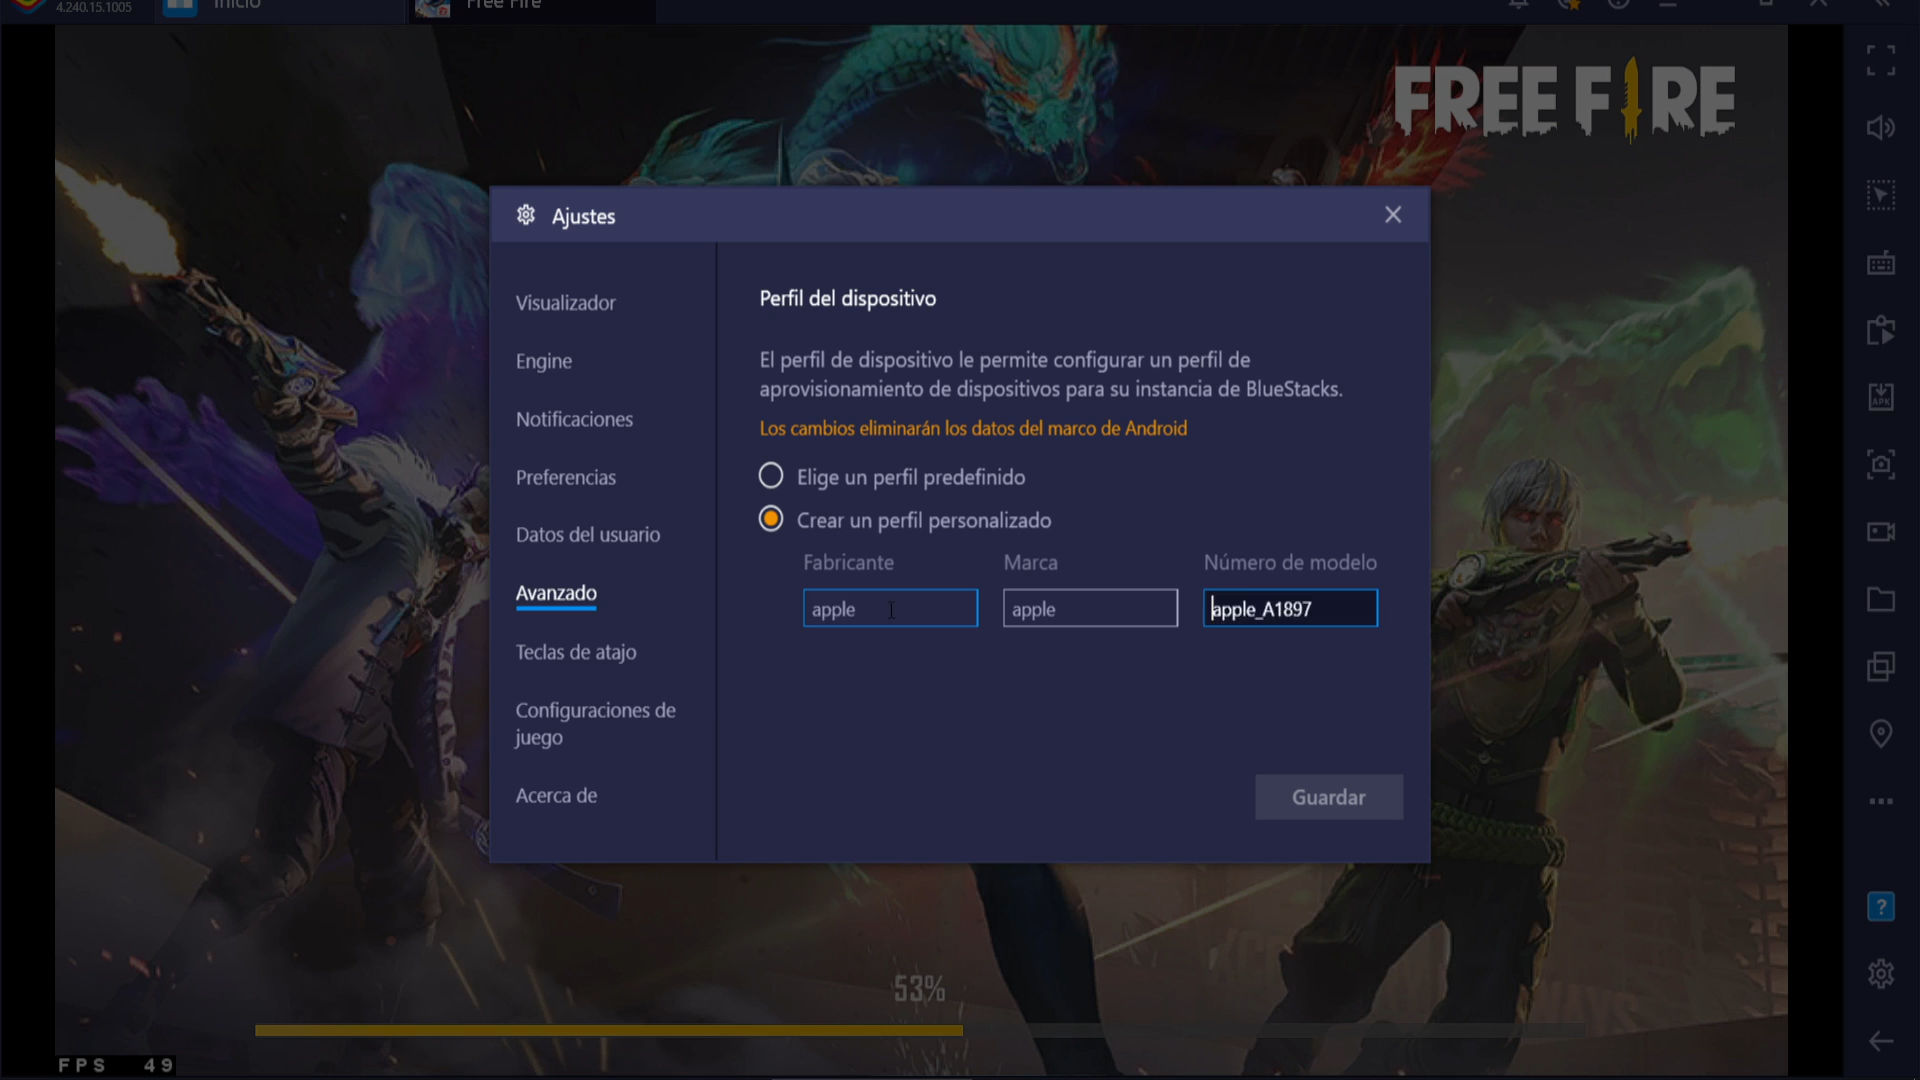 4.240.15.1005
Inicio
Free Fire
FREE FIRE
Ajustes
Visualizador
Engine
Notificaciones
Preferencias
Datos del usuario
Avanzado
Teclas de atajo
Configuraciones de
juego
Acerca de
Perfil del dispositivo
El perfil de dispositivo le permite configurar un perfil de
aprovisionamiento de dispositivos para su instancia de BlueStacks.
Los cambios eliminarán los datos del marco de Android
Elige un perfil predefinido
Crear un perfil personalizado
Fabricante Marca Número de modelo
apple apple apple_A1897
Guardar
53%
FPS 49
APK
?